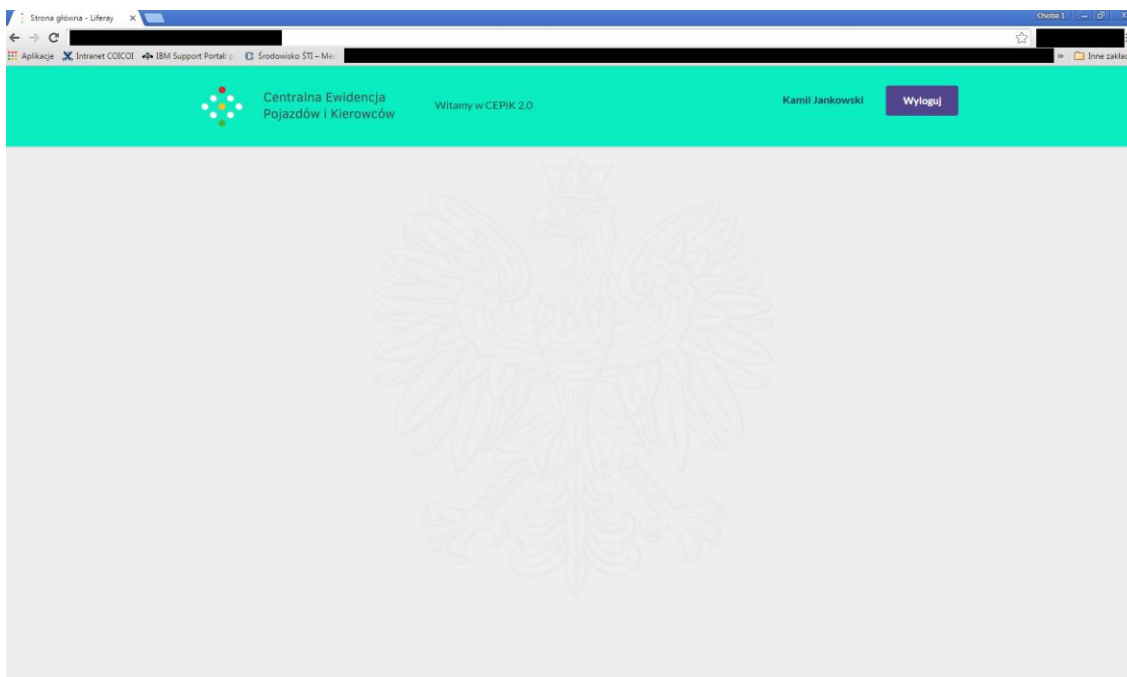 Strona główna - Liferay
Osoba 1
Aplikacje Intranet COICOI IBM Support Portal: p Środowisko ŚTI – Me
Inne zakład
Centralna Ewidencja
Pojazdów i Kierowców
Witamy w CEPiK 2.0
Kamil Jankowski
Wyloguj